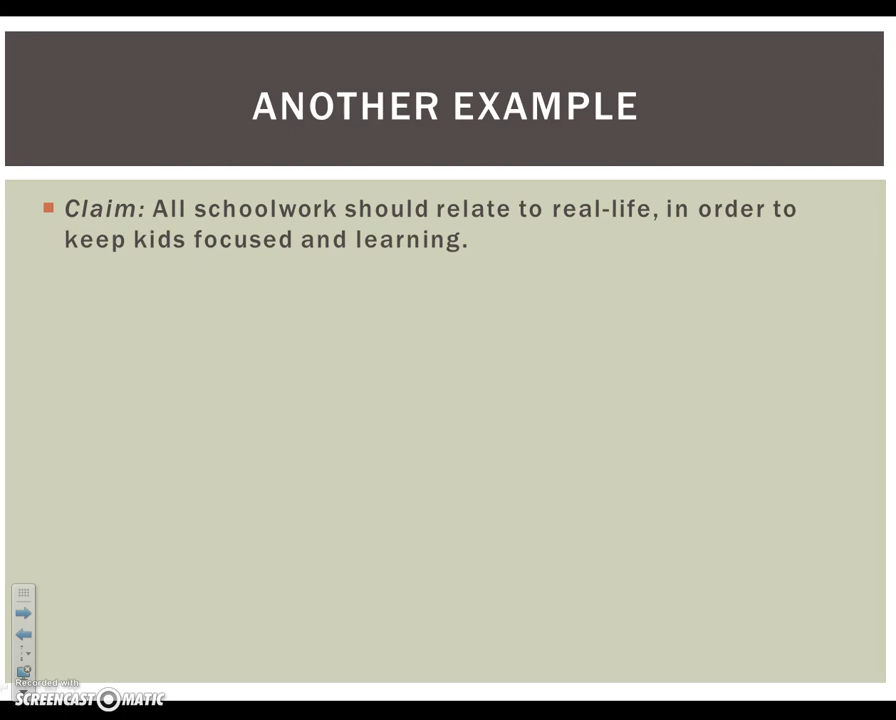 ANOTHER EXAMPLE
Claim: All schoolwork should relate to real-life, in order to
keep kids focused and learning.
Recorded with
SCREENCAST MATIC